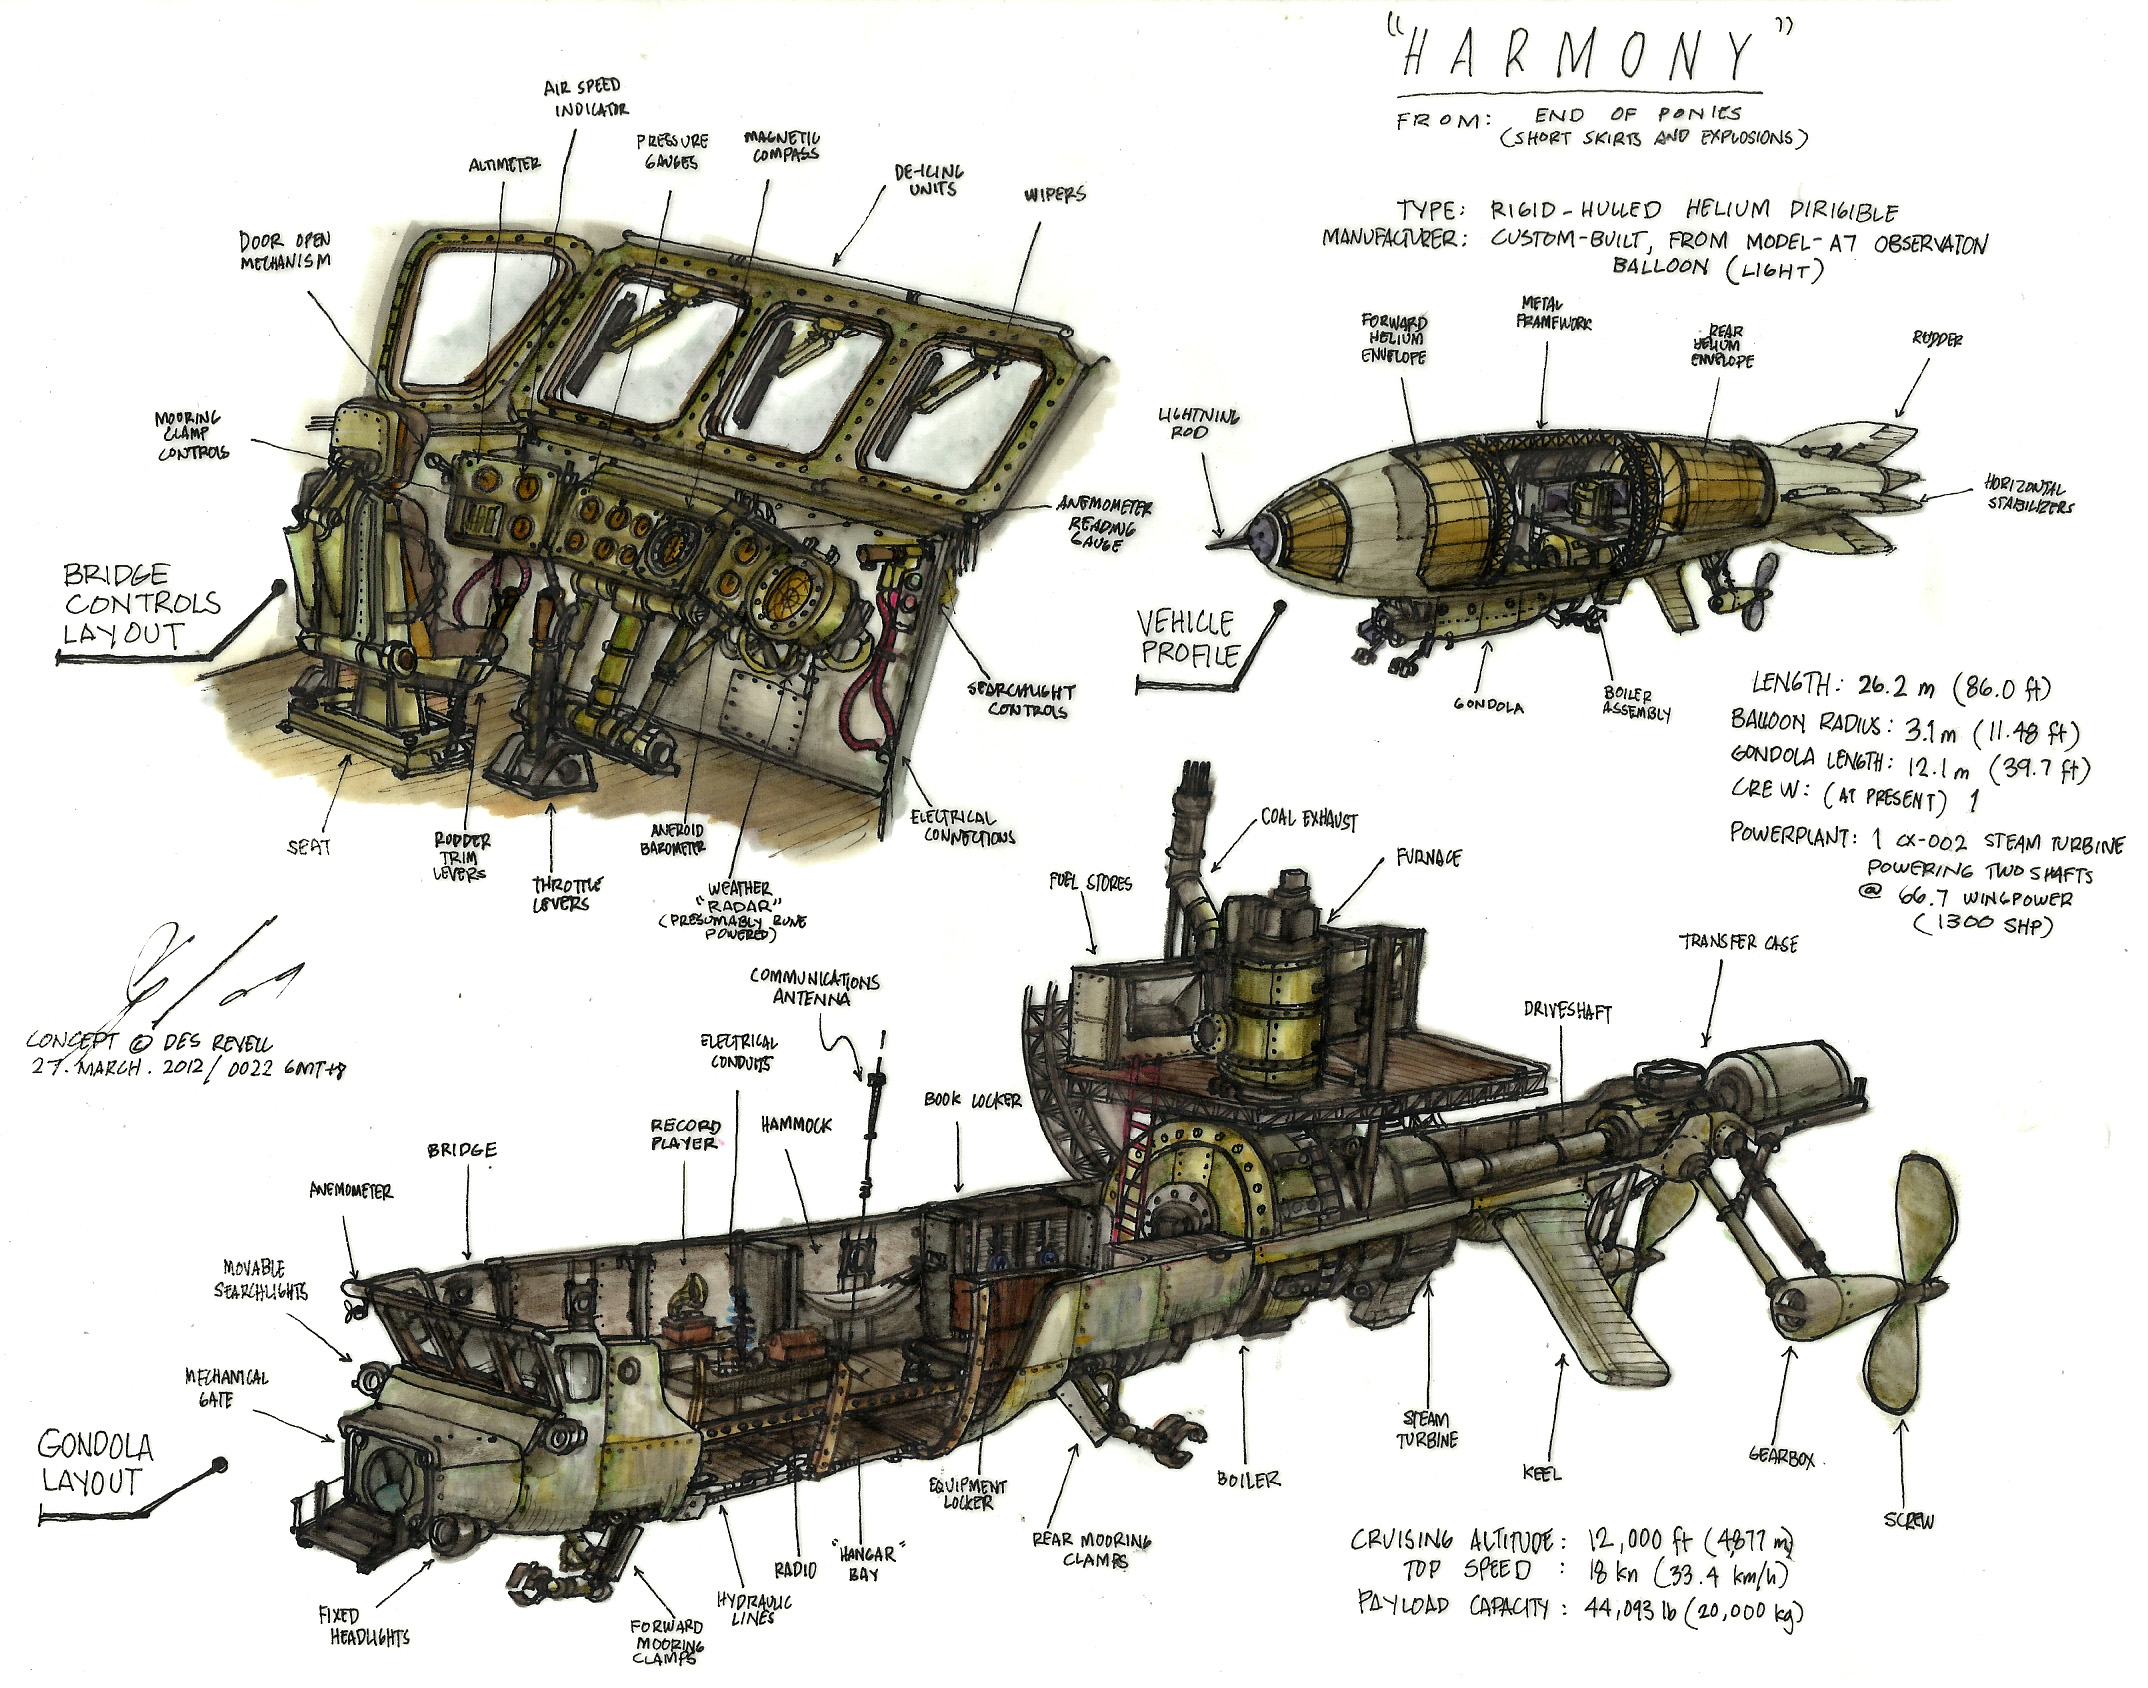 "HARMONY"
FROM: END OF PONIES
(SHORT SKIRTS AND EXPLOSIONS)
TYPE: RIGID-HULLED HELIUM DIRIGIBLE
MANUFACTURER: CUSTOM-BUILT, FROM MODEL-A7 OBSERVATON
BALLOON (LIGHT)
AIR SPEED
INDICATOR
ALTIMETER
PRESSURE
GAUGES
MAGNETIC
COMPASS
DE-ICING
UNITS
WIPERS
DOOR OPEN
MECHANISM
MOORING
CLAMP
CONTROLS
BRIDGE
CONTROLS
LAYOUT
ANEMOMETER
READING
GAUGE
SEARCHLIGHT
CONTROLS
ELECTRICAL
CONNECTIONS
SEAT
RUDDER
TRIM
LEVERS
THROTTLE
LEVERS
ANEROID
BAROMETER
WEATHER
"RADAR"
(PRESUMABLY RUNE
POWERED)
FORWARD
HELIUM
ENVELOPE
METAL
FRAMEWORK
REAR
HELIUM
ENVELOPE
RUDDER
LIGHTNING
ROD
HORIZONTAL
STABILIZERS
VEHICLE
PROFILE
GONDOLA
BOILER
ASSEMBLY
LENGTH: 26.2 m (86.0 ft)
BALLOON RADIUS: 3.1 m (11.48 ft)
GONDOLA LENGTH: 12.1 m (39.7 ft)
CREW: (AT PRESENT) 1
POWERPLANT: 1 CX-002 STEAM TURBINE
POWERING TWO SHAFTS
@ 66.7 WINGPOWER
(1300 SHP)
CONCEPT © DES REVELL
27. MARCH. 2012 / 0022 GMT+8
COAL EXHAUST
FURNACE
FUEL STORES
TRANSFER CASE
DRIVESHAFT
COMMUNICATIONS
ANTENNA
ELECTRICAL
CONDUITS
BOOK LOCKER
HAMMOCK
RECORD
PLAYER
BRIDGE
ANEMOMETER
MOVABLE
SEARCHLIGHTS
MECHANICAL
GATE
GONDOLA
LAYOUT
FIXED
HEADLIGHTS
FORWARD
MOORING
CLAMPS
HYDRAULIC
LINES
RADIO
"HANGAR"
BAY
EQUIPMENT
LOCKER
REAR MOORING
CLAMPS
BOILER
STEAM
TURBINE
KEEL
GEARBOX
SCREW
CRUISING ALTITUDE: 12,000 ft (4877 m)
TOP SPEED : 18 kn (33.4 km/h)
PAYLOAD CAPACITY: 44,093 lb (20,000 kg)